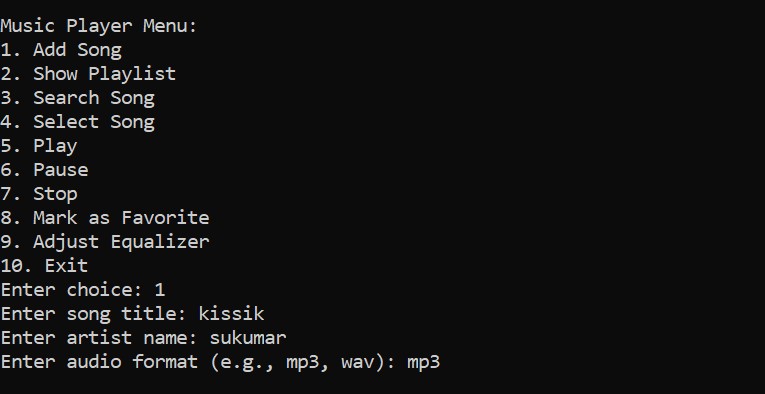 Music Player Menu:
1. Add Song
2. Show Playlist
3. Search Song
4. Select Song
5. Play
6. Pause
7. Stop
8. Mark as Favorite
9. Adjust Equalizer
10. Exit
Enter choice: 1
Enter song title: kissik
Enter artist name: sukumar
Enter audio format (e.g., mp3, wav): mp3